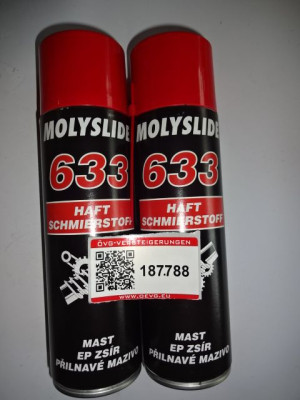 MOLYSLIDE
633
HAFT
SCHMIERSTOFF
MAST
EP ZSÍR
PŘILNAVÉ MAZIVO
MOLYSLIDE
633
HAFT
SCHMIERSTOFF
MAST
EP ZSÍR
PŘILNAVÉ MAZIVO
ÖVG-VERSTEIGERUNGEN
187.788
WWW.OEVG.EU